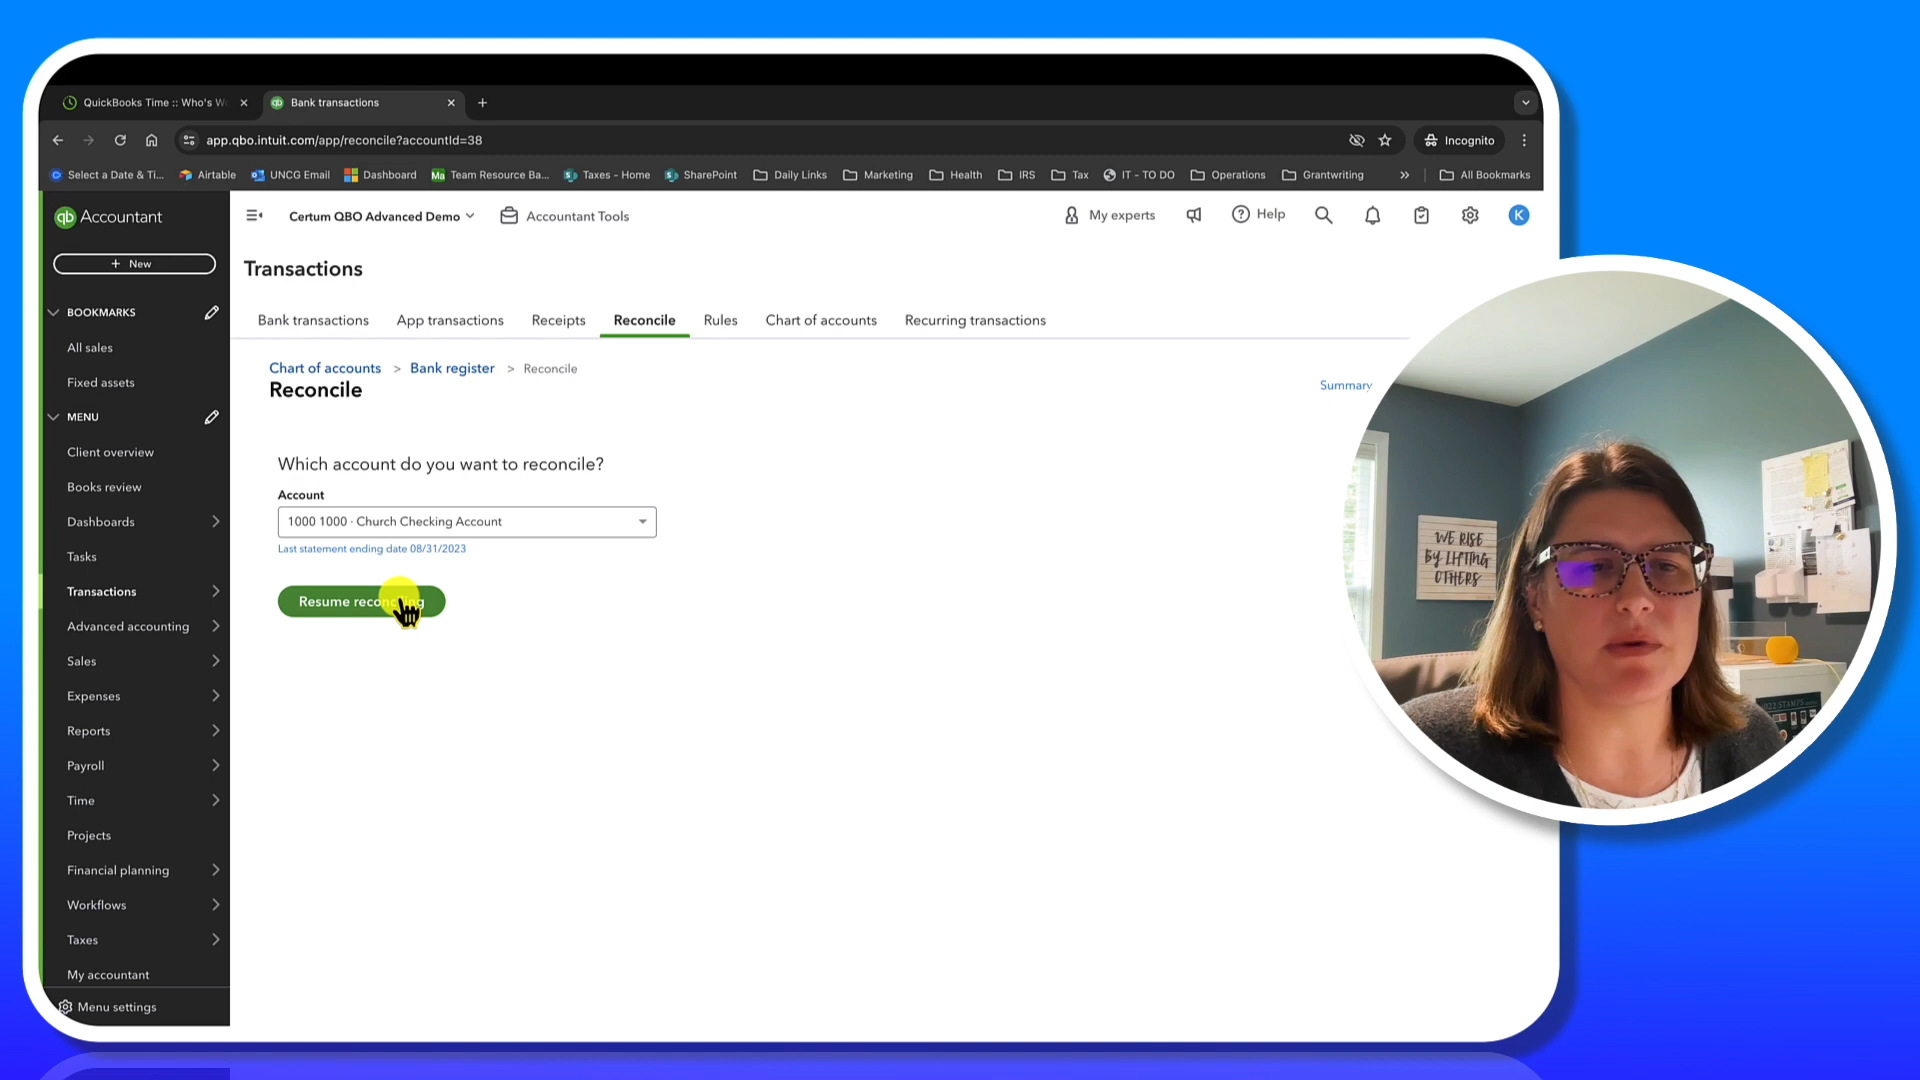 QuickBooks Time :: Who's W
Bank transactions
app.qbo.intuit.com/app/reconcile?accountId=38
Incognito
Select a Date & Ti...
Airtable
UNCG Email
Dashboard
Team Resource Ba...
Taxes - Home
SharePoint
Daily Links
Marketing
Health
IRS
Tax
IT - TO DO
Operations
Grantwriting
All Bookmarks
qb Accountant
Certum QBO Advanced Demo
Accountant Tools
My experts
Help
K
+ New
Transactions
BOOKMARKS
All sales
Fixed assets
MENU
Client overview
Books review
Dashboards
Tasks
Transactions
Advanced accounting
Sales
Expenses
Reports
Payroll
Time
Projects
Financial planning
Workflows
Taxes
My accountant
Menu settings
Bank transactions
App transactions
Receipts
Reconcile
Rules
Chart of accounts
Recurring transactions
Chart of accounts > Bank register > Reconcile
Reconcile
Summary
Which account do you want to reconcile?
Account
1000 1000 · Church Checking Account
Last statement ending date 08/31/2023
Resume reconciling
WE RISE
BY LIFTING
OTHERS